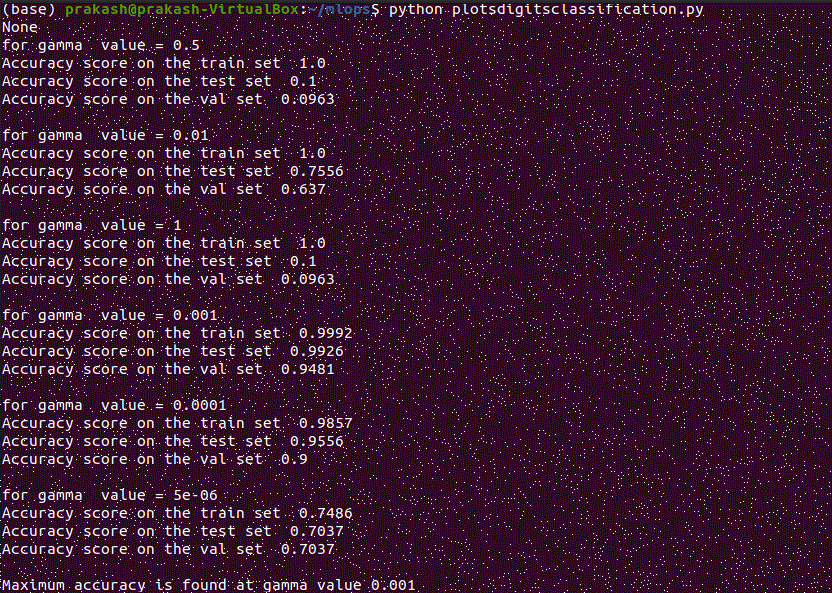 (base) prakash@prakash-VirtualBox:~/mlops$ python plotsdigitsclassification.py
None
for gamma  value = 0.5
Accuracy score on the train set  1.0
Accuracy score on the test set  0.1
Accuracy score on the val set  0.0963

for gamma  value = 0.01
Accuracy score on the train set  1.0
Accuracy score on the test set  0.7556
Accuracy score on the val set  0.637

for gamma  value = 1
Accuracy score on the train set  1.0
Accuracy score on the test set  0.1
Accuracy score on the val set  0.0963

for gamma  value = 0.001
Accuracy score on the train set  0.9992
Accuracy score on the test set  0.9926
Accuracy score on the val set  0.9481

for gamma  value = 0.0001
Accuracy score on the train set  0.9857
Accuracy score on the test set  0.9556
Accuracy score on the val set  0.9

for gamma  value = 5e-06
Accuracy score on the train set  0.7486
Accuracy score on the test set  0.7037
Accuracy score on the val set  0.7037

Maximum accuracy is found at gamma value 0.001